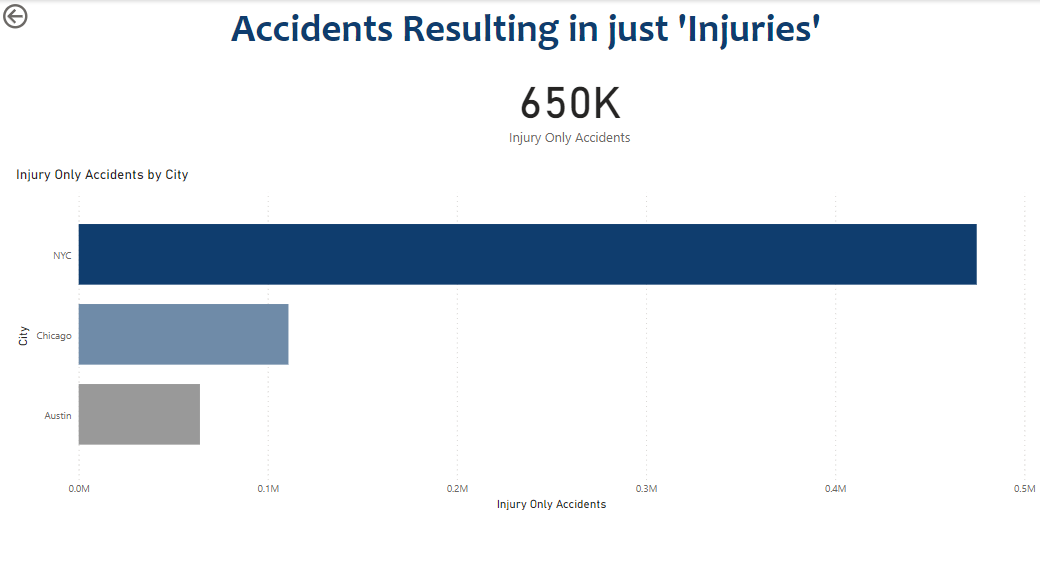 Accidents Resulting in just 'Injuries'
650K
Injury Only Accidents
Injury Only Accidents by City
NYC
Chicago
Austin
City
0.0M 0.1M 0.2M 0.3M 0.4M 0.5M
Injury Only Accidents